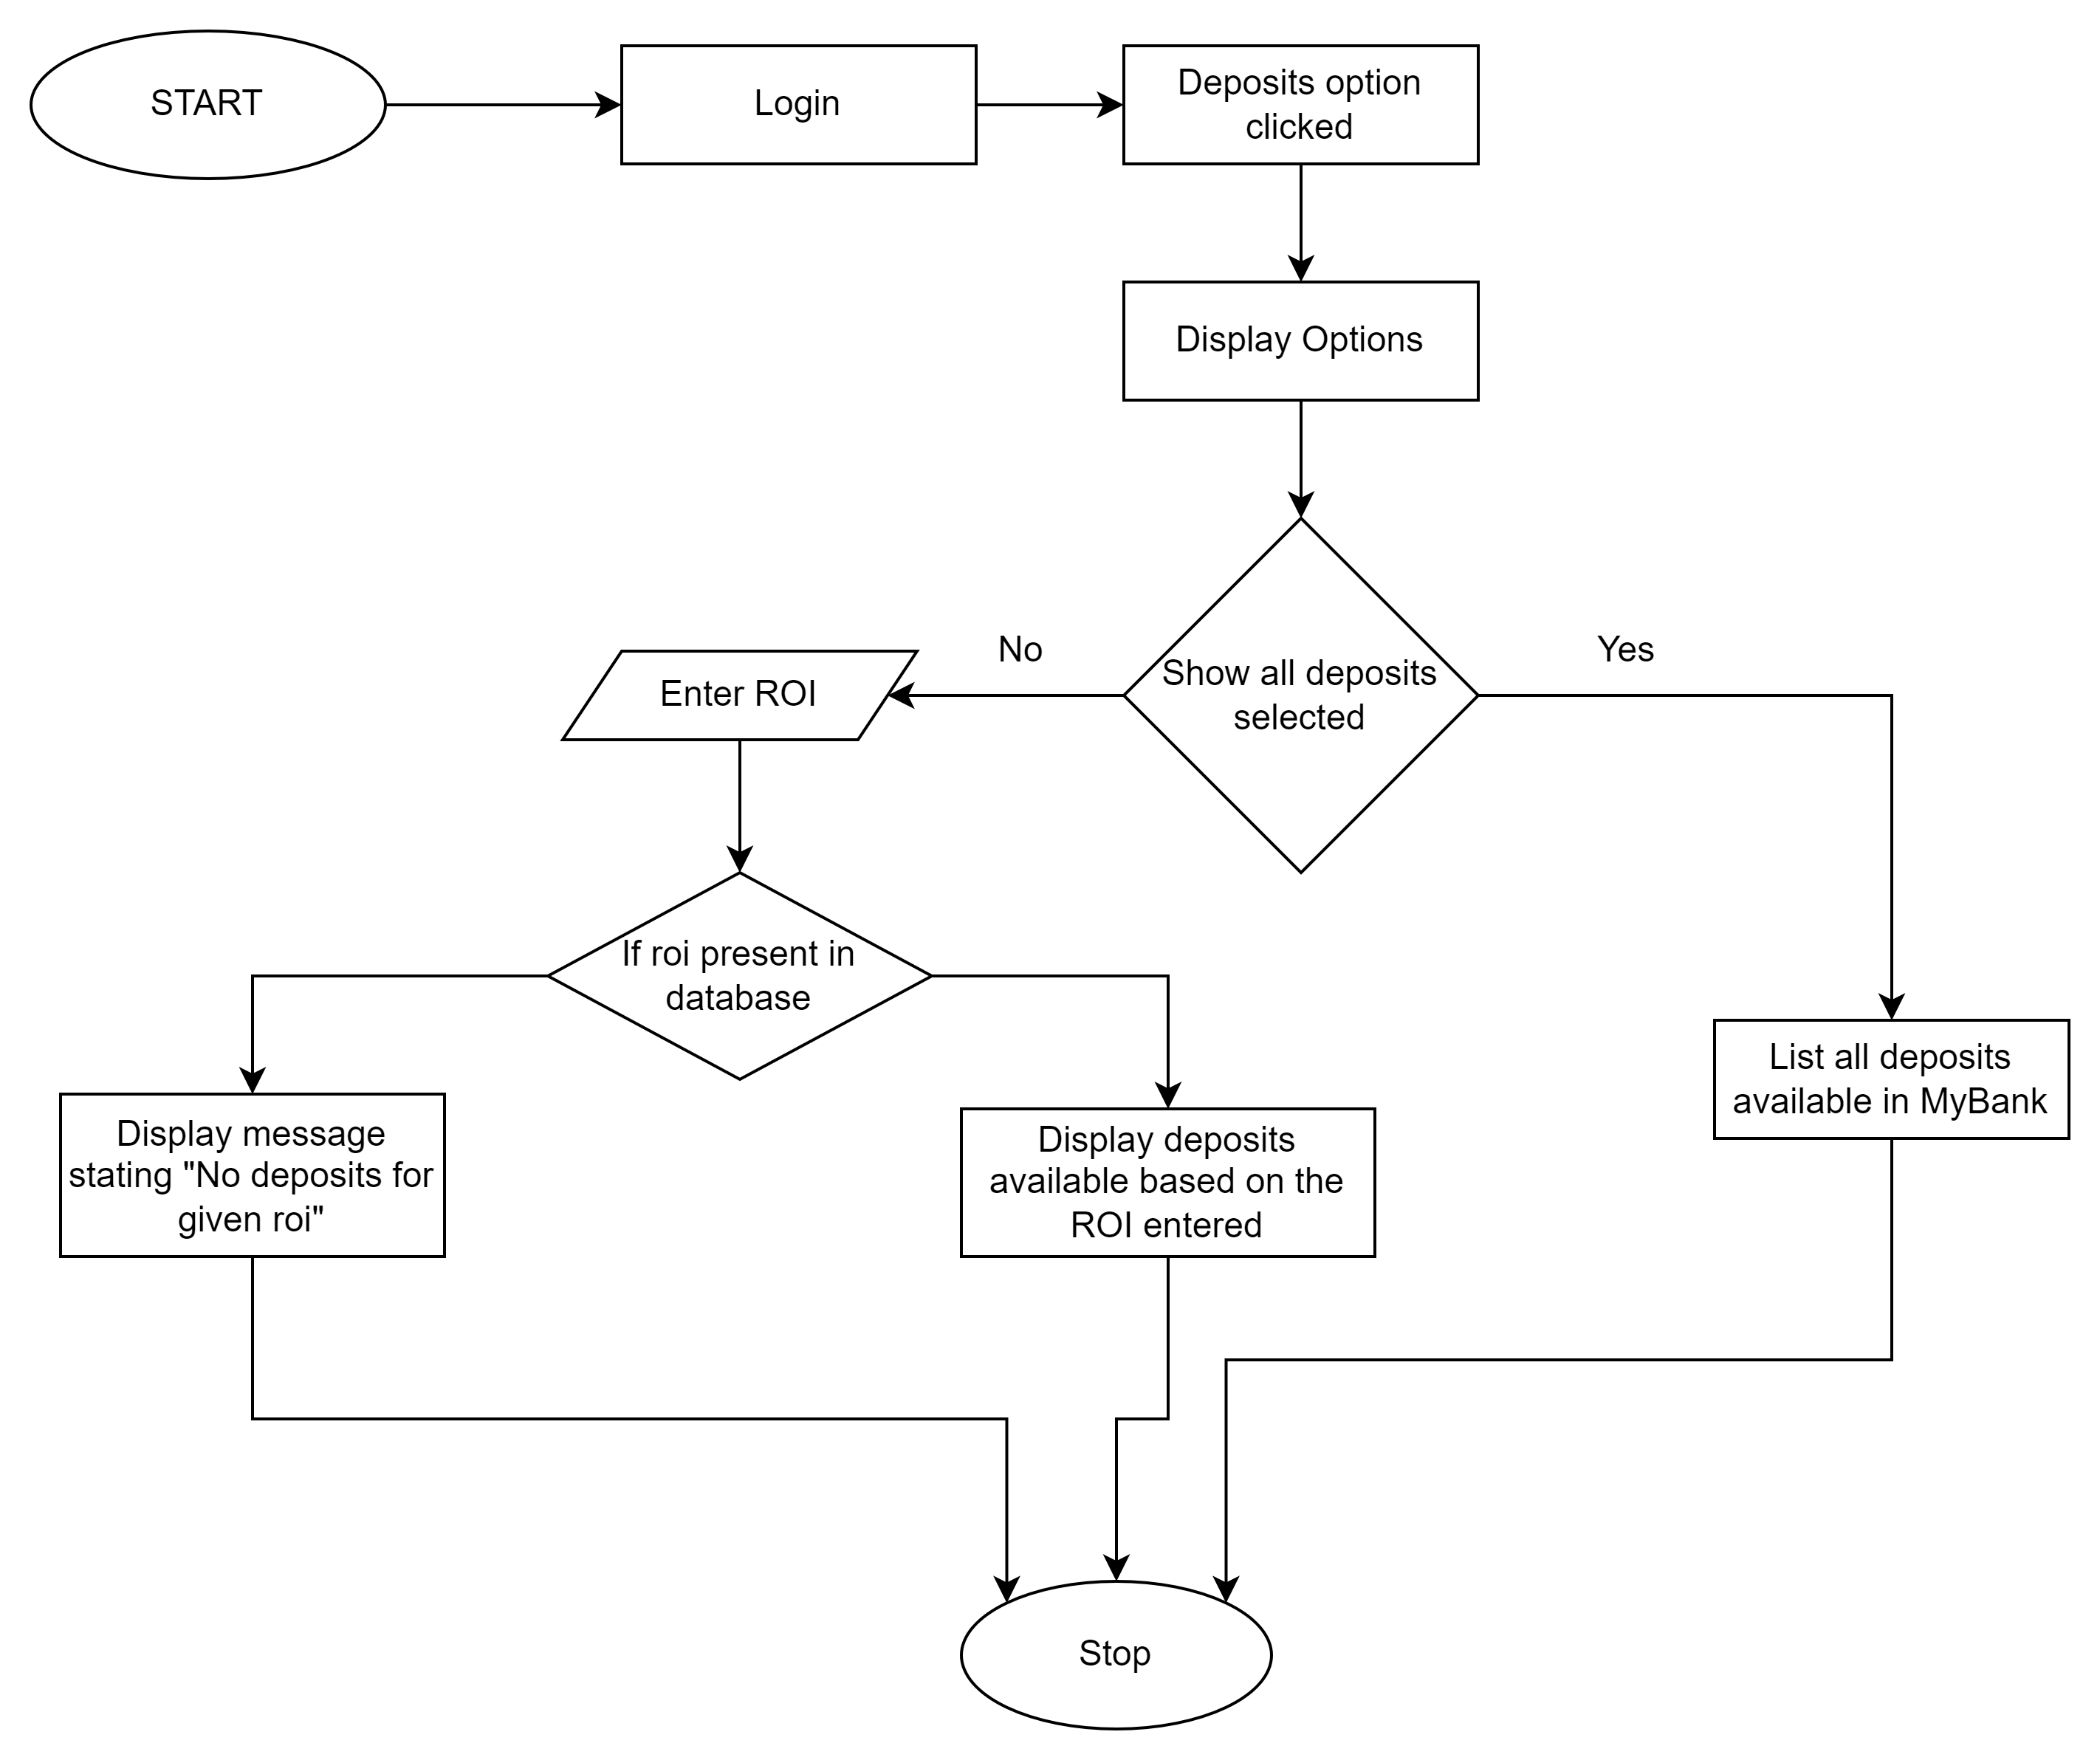 START
Login
Deposits option
clicked
Display Options
No
Yes
Show all deposits
selected
Enter ROI
If roi present in
database
List all deposits
available in MyBank
Display message
stating "No deposits for
given roi"
Display deposits
available based on the
ROI entered
Stop